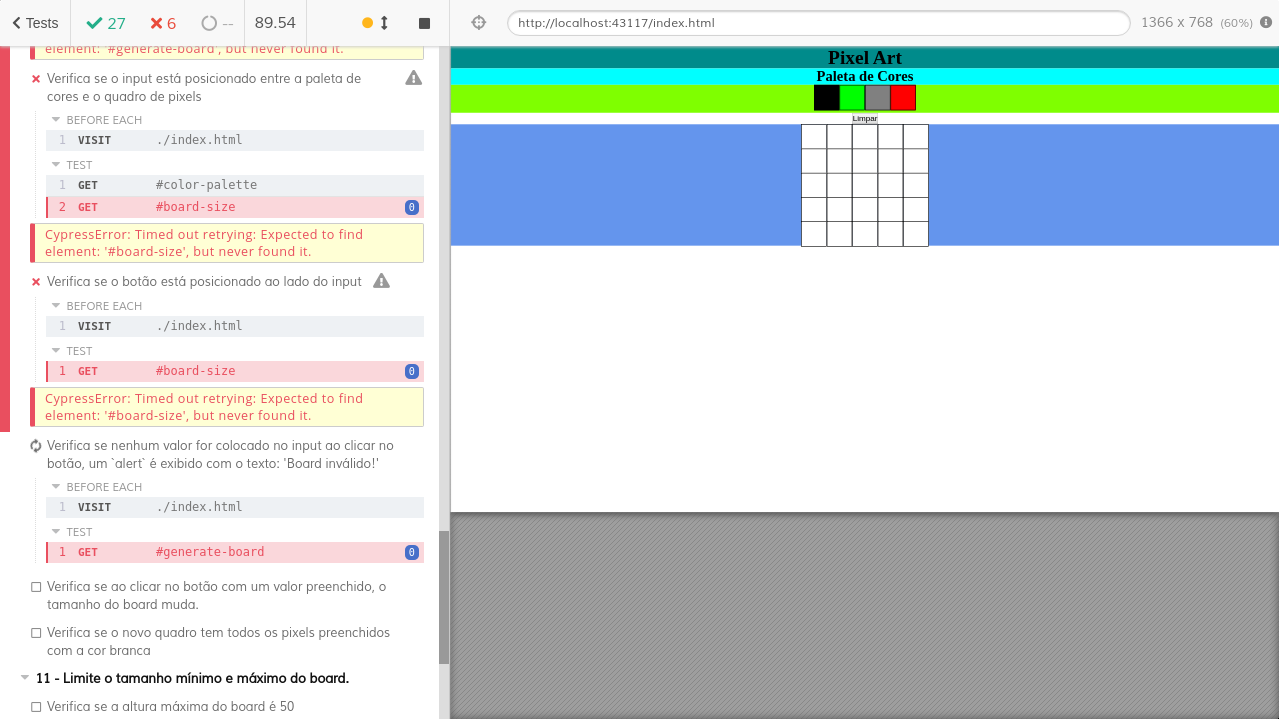 Tests
27
6
--
89.54
http://localhost:43117/index.html
1366 x 768 (60%)
element: '#generate-board', but never found it.
Verifica se o input está posicionado entre a paleta de
cores e o quadro de pixels
BEFORE EACH
1 VISIT ./index.html
TEST
1 GET #color-palette
2 GET #board-size 0
CypressError: Timed out retrying: Expected to find
element: '#board-size', but never found it.
Verifica se o botão está posicionado ao lado do input
BEFORE EACH
1 VISIT ./index.html
TEST
1 GET #board-size 0
CypressError: Timed out retrying: Expected to find
element: '#board-size', but never found it.
Verifica se nenhum valor for colocado no input ao clicar no
botão, um `alert` é exibido com o texto: 'Board inválido!'
BEFORE EACH
1 VISIT ./index.html
TEST
1 GET #generate-board 0
Verifica se ao clicar no botão com um valor preenchido, o
tamanho do board muda.
Verifica se o novo quadro tem todos os pixels preenchidos
com a cor branca
11 - Limite o tamanho mínimo e máximo do board.
Verifica se a altura máxima do board é 50
Pixel Art
Paleta de Cores
Limpar